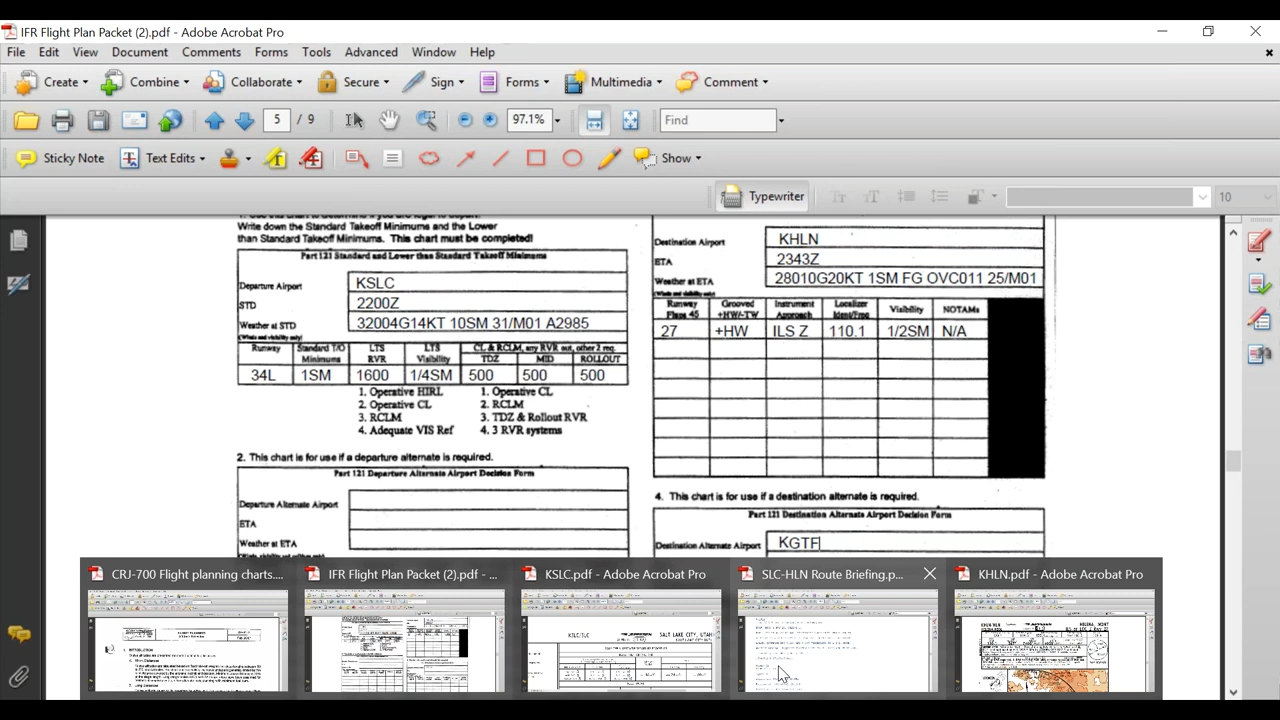 IFR Flight Plan Packet (2).pdf - Adobe Acrobat Pro
File Edit View Document Comments Forms Tools Advanced Window Help
Create Combine Collaborate Secure Sign Forms Multimedia Comment
5 / 9 97.1% Find
Sticky Note Text Edits Show
Typewriter 10
Write down the Standard Takeoff Minimums and the Lower
than Standard Takeoff Minimums. This chart must be completed!
Part 121 Standard and Lower than Standard Takeoff Minimums
Departure Airport KSLC
STD 2200Z
Weather at STD 32004G14KT 10SM 31/M01 A2985
(Winds and visibility only)
Runway Standard T/O Minimums LTS RVR LTS Visibility CL & RCLM, any RVR out, other 2 req.
TDZ MID ROLLOUT
34L 1SM 1600 1/4SM 500 500 500
1. Operative HIRL 1. Operative CL
2. Operative CL 2. RCLM
3. RCLM 3. TDZ & Rollout RVR
4. Adequate VIS Ref 4. 3 RVR systems
2. This chart is for use if a departure alternate is required.
Part 121 Departure Alternate Airport Decision Form
Departure Alternate Airport
ETA
Weather at ETA
Destination Airport KHLN
ETA 2343Z
Weather at ETA 28010G20KT 1SM FG OVC011 25/M01
(Winds and visibility only)
Runway Grooved +HW/-TW Instrument Approach Localizer Ident/Freq Visibility NOTAMs
27 +HW ILS Z 110.1 1/2SM N/A
4. This chart is for use if a destination alternate is required.
Part 121 Destination Alternate Airport Decision Form
Destination Alternate Airport KGTF
CRJ-700 Flight planning charts....
IFR Flight Plan Packet (2).pdf - ...
KSLC.pdf - Adobe Acrobat Pro
SLC-HLN Route Briefing.p...
KHLN.pdf - Adobe Acrobat Pro